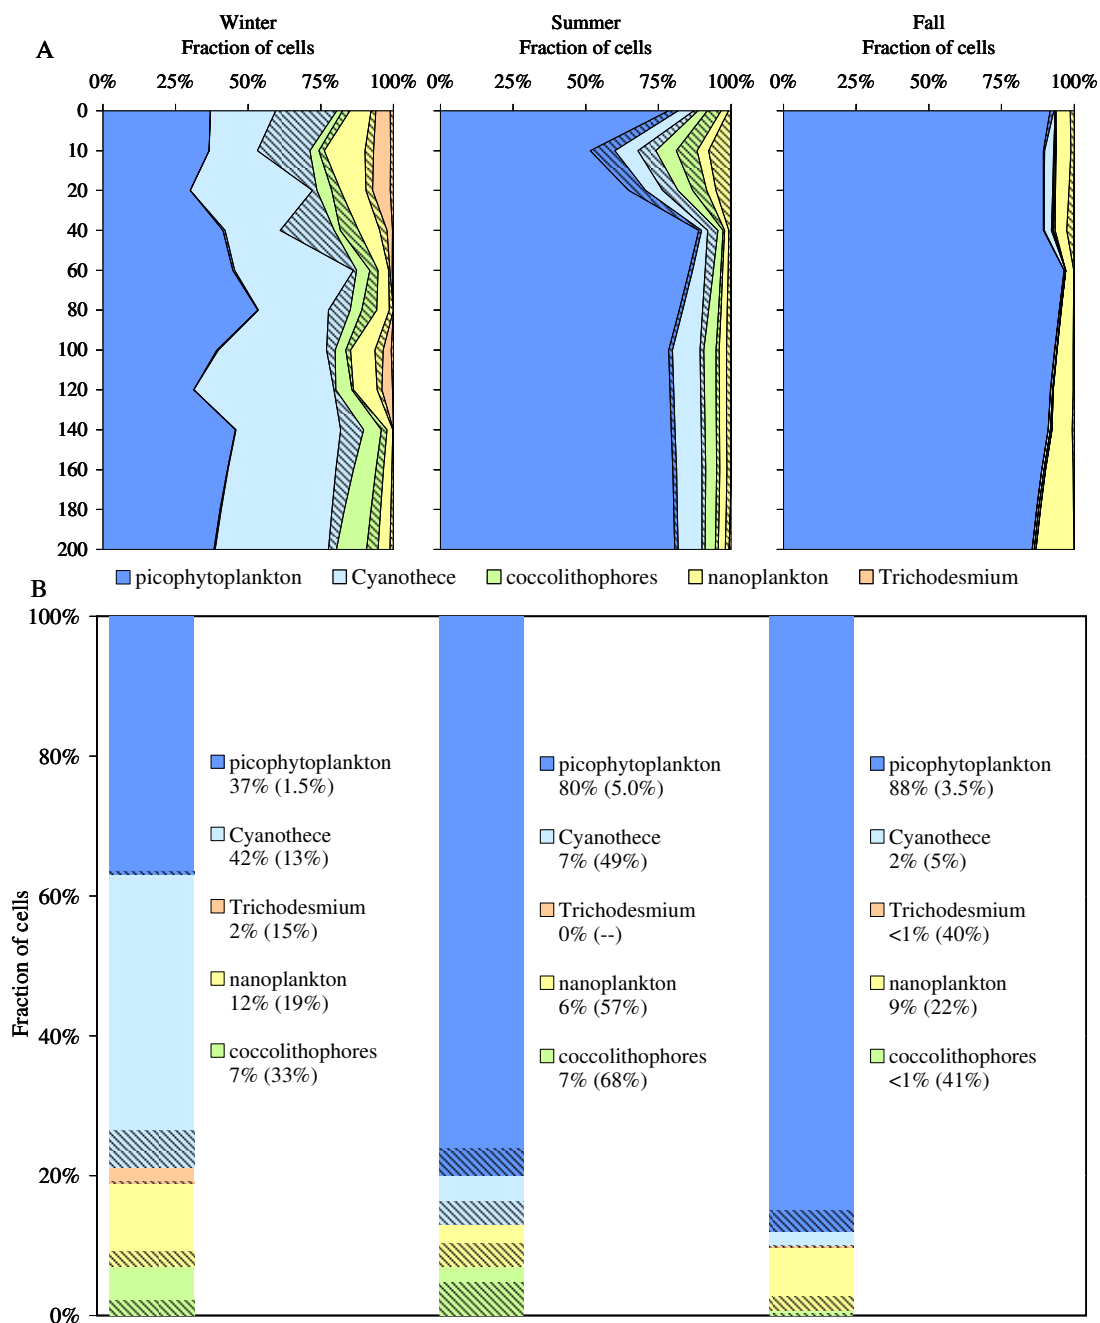 A
Winter
Fraction of cells
0% 25% 50% 75% 100%
Summer
Fraction of cells
0% 25% 50% 75% 100%
Fall
Fraction of cells
0% 25% 50% 75% 100%
0
10
20
40
60
80
100
120
140
160
180
200
picophytoplankton Cyanothece coccolithophores nanoplankton Trichodesmium
B
Fraction of cells
100%
80%
60%
40%
20%
0%
picophytoplankton
37% (1.5%)
Cyanothece
42% (13%)
Trichodesmium
2% (15%)
nanoplankton
12% (19%)
coccolithophores
7% (33%)
picophytoplankton
80% (5.0%)
Cyanothece
7% (49%)
Trichodesmium
0% (--)
nanoplankton
6% (57%)
coccolithophores
7% (68%)
picophytoplankton
88% (3.5%)
Cyanothece
2% (5%)
Trichodesmium
<1% (40%)
nanoplankton
9% (22%)
coccolithophores
<1% (41%)